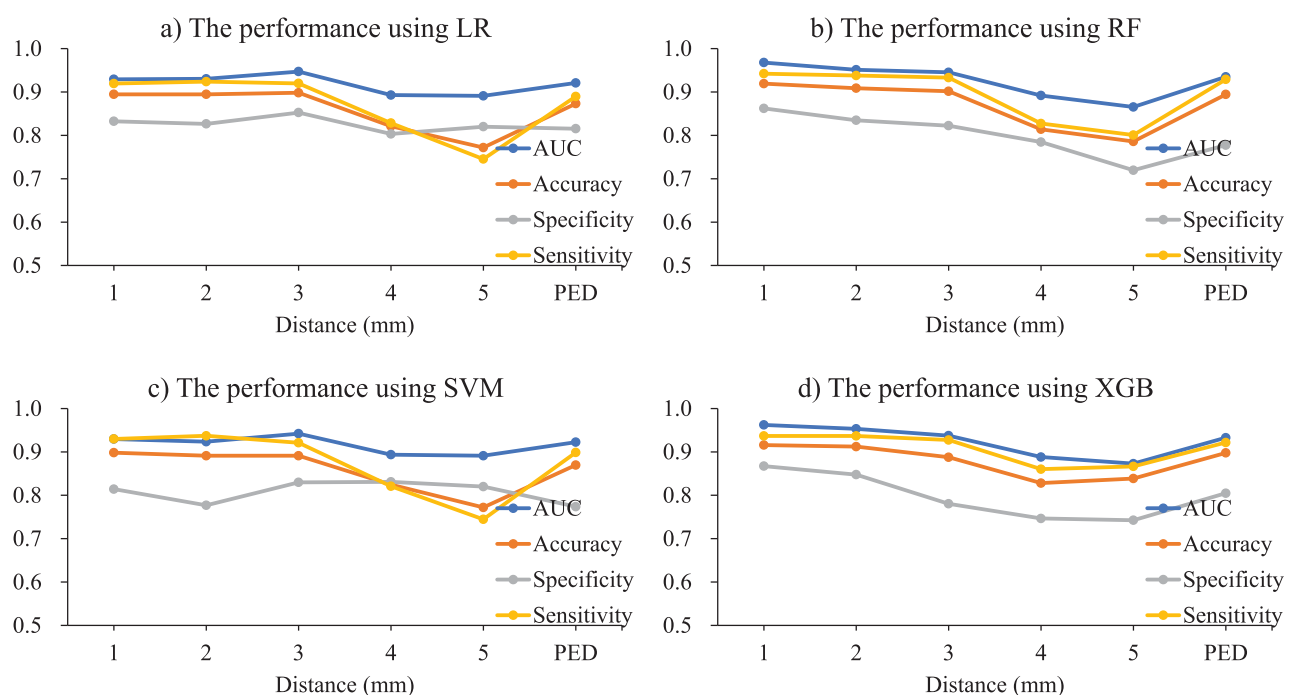 a) The performance using LR
1.0
0.9
0.8
0.7
0.6
0.5
AUC
Accuracy
Specificity
Sensitivity
1 2 3 4 5 PED
Distance (mm)
b) The performance using RF
1.0
0.9
0.8
0.7
0.6
0.5
AUC
Accuracy
Specificity
Sensitivity
1 2 3 4 5 PED
Distance (mm)
c) The performance using SVM
1.0
0.9
0.8
0.7
0.6
0.5
AUC
Accuracy
Specificity
Sensitivity
1 2 3 4 5 PED
Distance (mm)
d) The performance using XGB
1.0
0.9
0.8
0.7
0.6
0.5
AUC
Accuracy
Specificity
Sensitivity
1 2 3 4 5 PED
Distance (mm)